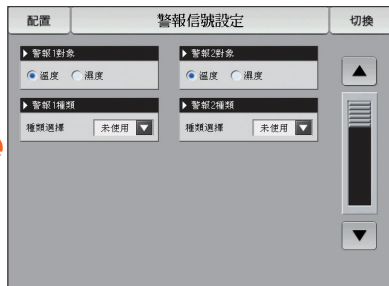 配置
警報信號設定
切換
▶ 警報1對象
溫度 濕度
▶ 警報2對象
溫度 濕度
▶ 警報1種類
種類選擇 未使用
▶ 警報2種類
種類選擇 未使用